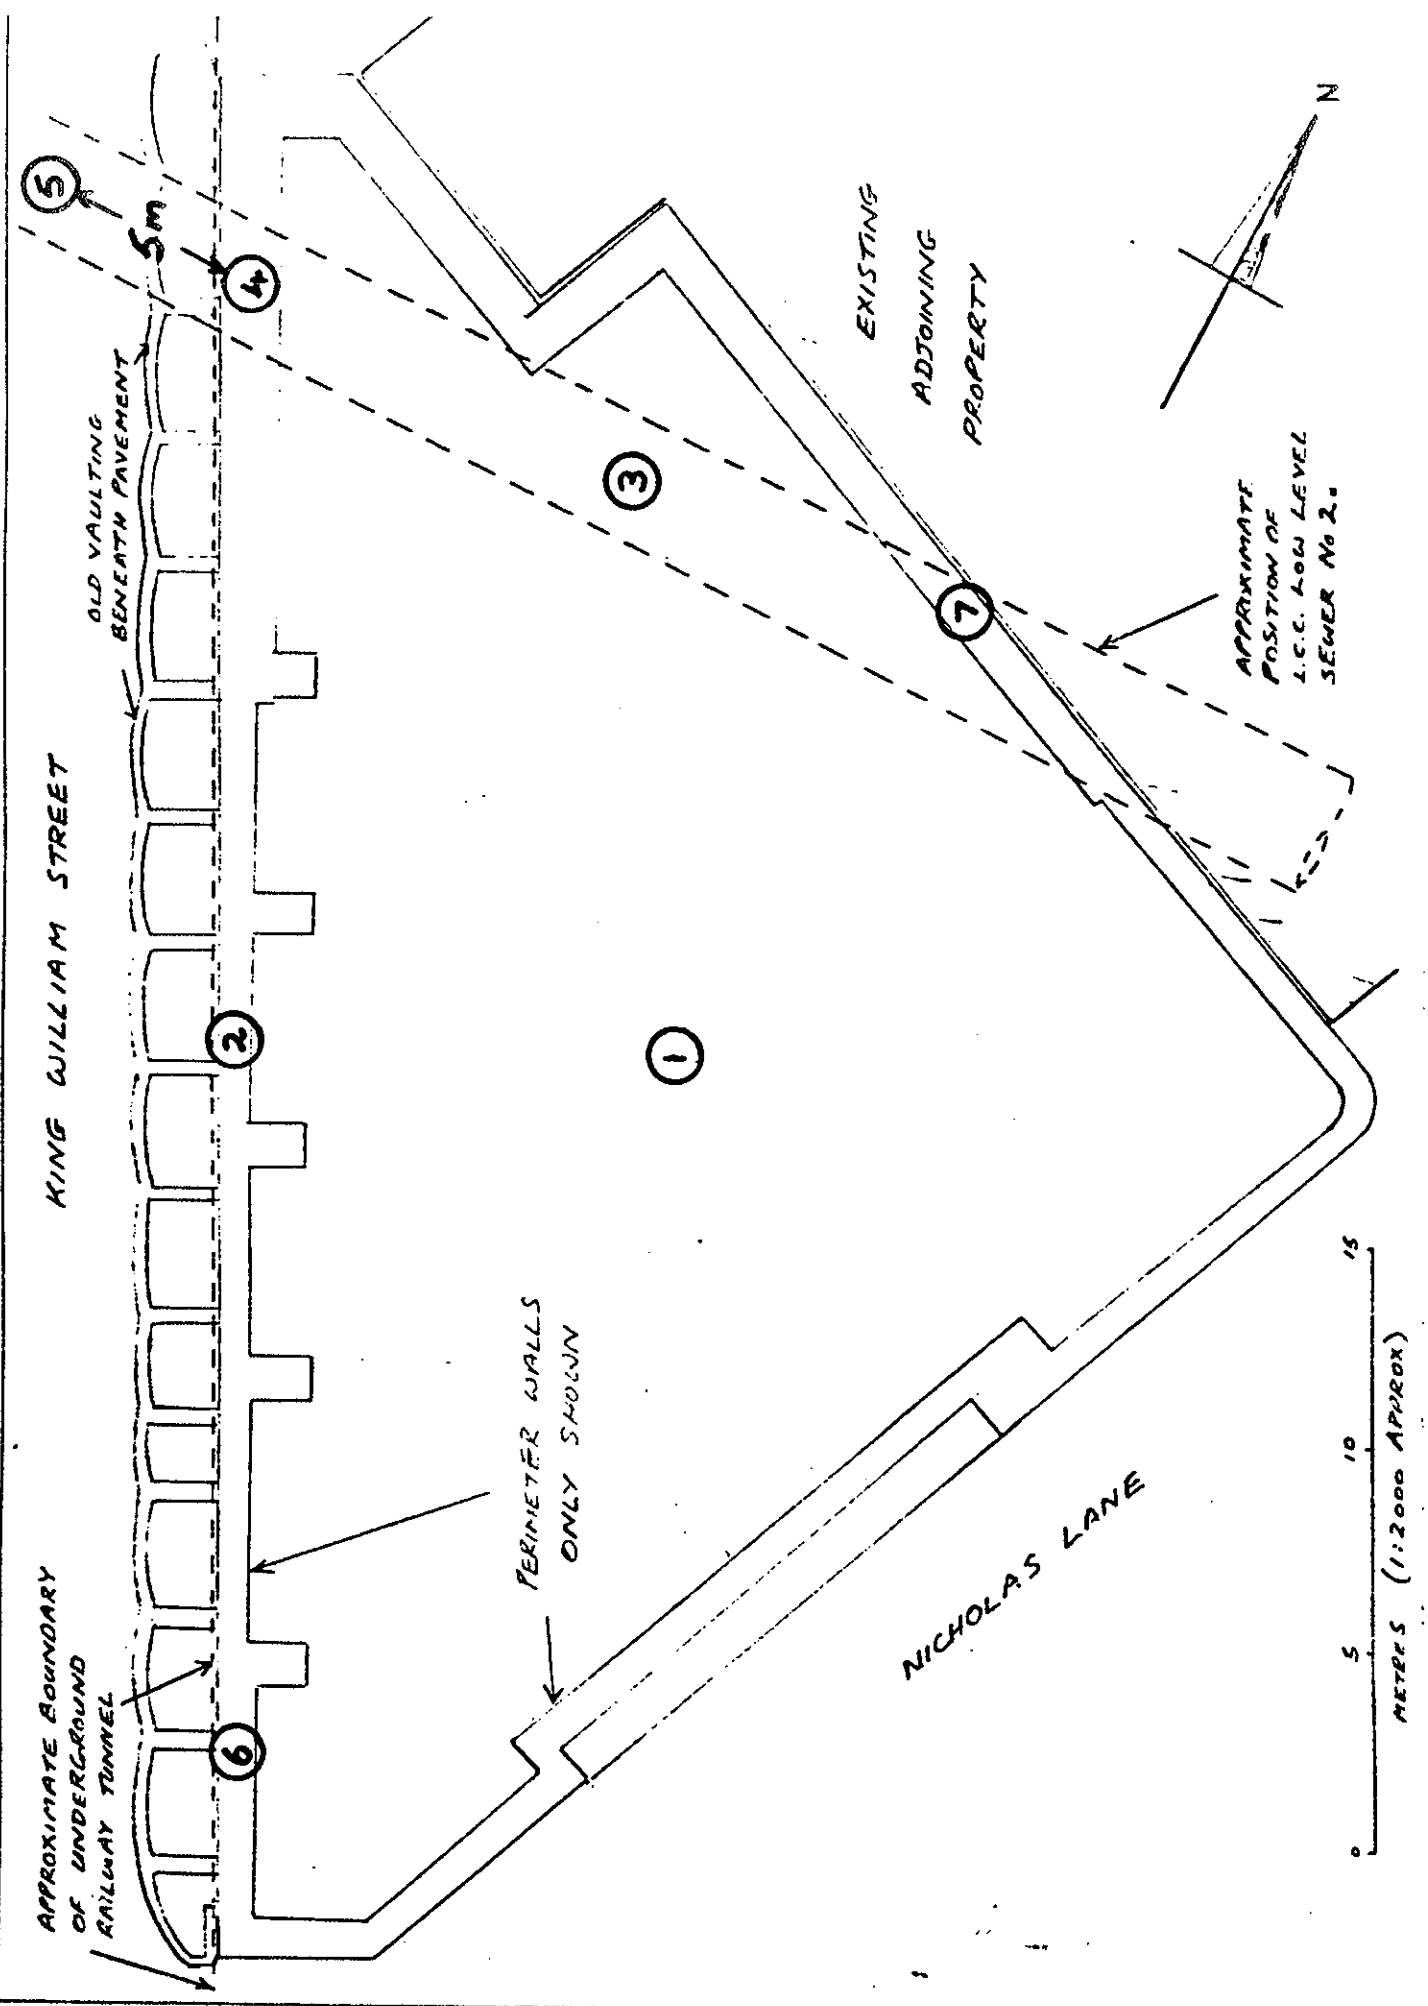 KING WILLIAM STREET
APPROXIMATE BOUNDARY
OF UNDERGROUND
RAILWAY TUNNEL
OLD VAULTING
BENEATH PAVEMENT
5
5m
4
6
2
PERIMETER WALLS
ONLY SHOWN
1
3
7
EXISTING
ADJOINING
PROPERTY
NICHOLAS LANE
APPROXIMATE
POSITION OF
L.C.C. LOW LEVEL
SEWER No 2.
N
0 5 10 15
METRES (1:2000 APPROX)